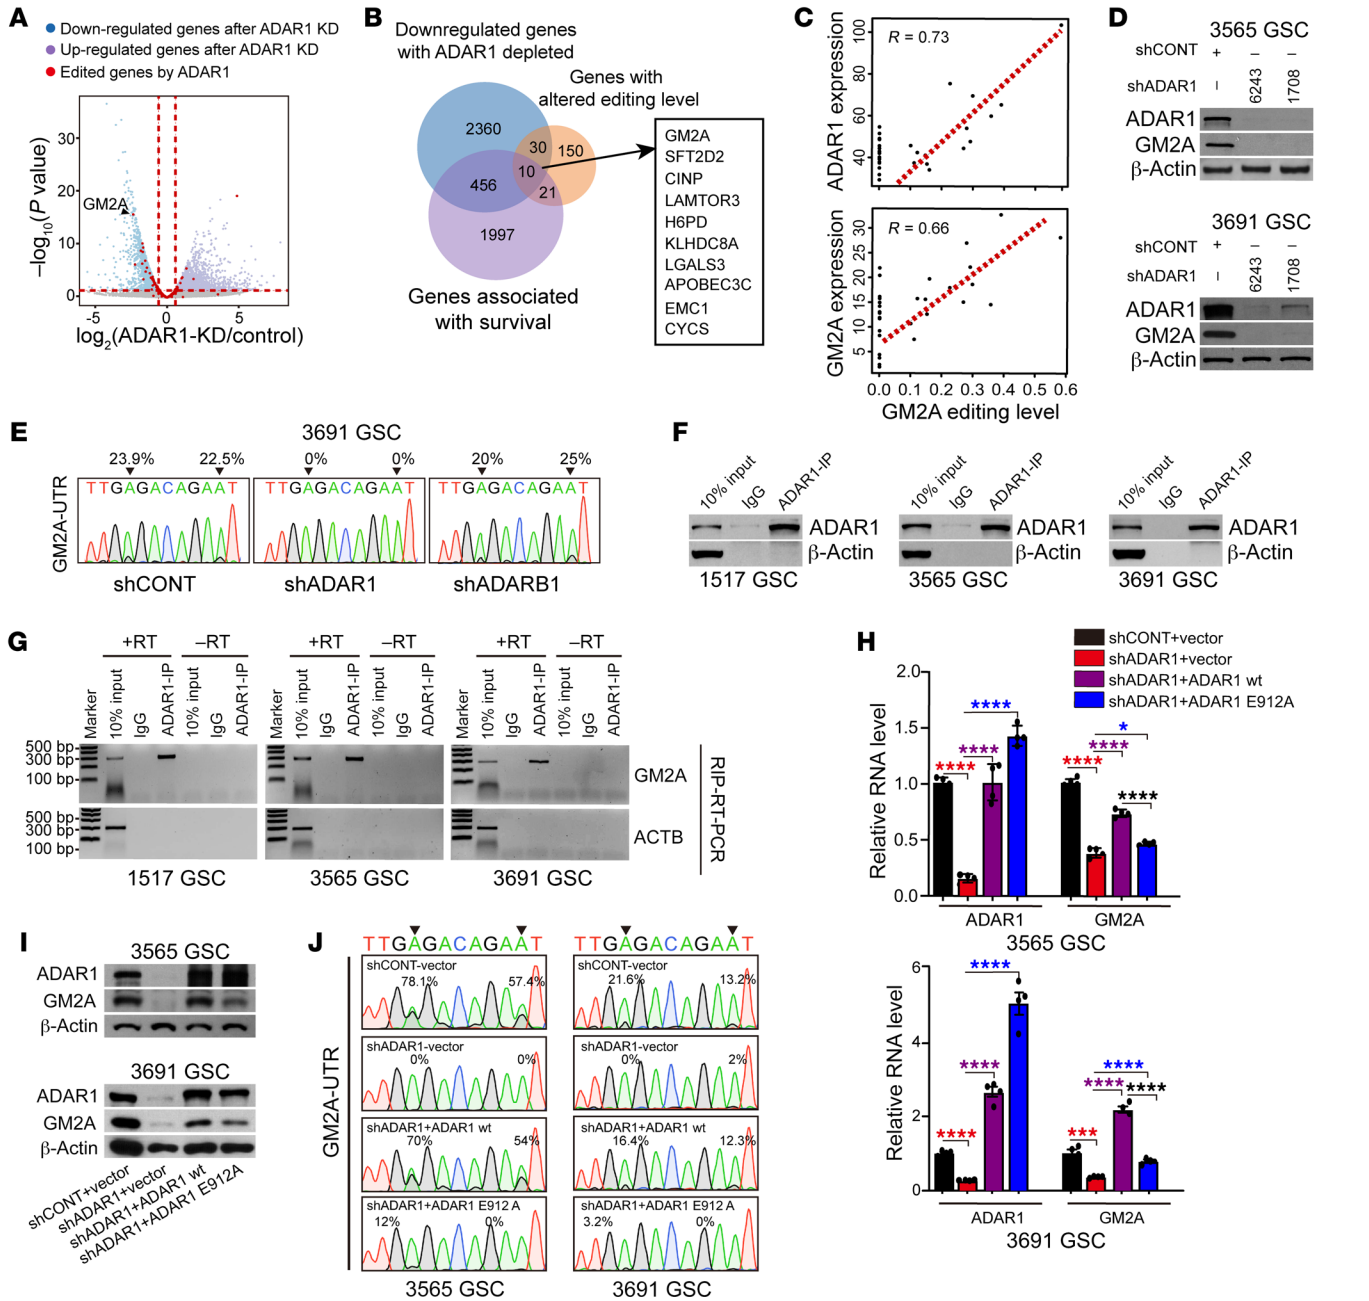 A
Down-regulated genes after ADAR1 KD
Up-regulated genes after ADAR1 KD
Edited genes by ADAR1
–log10(P value)
30
20
10
0
GM2A
-5
0
5
log2(ADAR1-KD/control)
B
Downregulated genes
with ADAR1 depleted
Genes with
altered editing level
2360
30
150
10
456
21
1997
Genes associated
with survival
GM2A
SFT2D2
CINP
LAMTOR3
H6PD
KLHDC8A
LGALS3
APOBEC3C
EMC1
CYCS
C
ADAR1 expression
100
80
60
40
R = 0.73
GM2A expression
30
25
20
15
10
5
R = 0.66
0.0 0.1 0.2 0.3 0.4 0.5 0.6
GM2A editing level
D
3565 GSC
shCONT + – –
shADAR1 – 6243 1708
ADAR1
GM2A
β-Actin
3691 GSC
shCONT + – –
shADAR1 – 6243 1708
ADAR1
GM2A
β-Actin
E
3691 GSC
23.9% 22.5% 0% 0% 20% 25%
TTGAGACAGAAT TTGAGACAGAAT TTGAGACAGAAT
GM2A-UTR
shCONT shADAR1 shADARB1
F
10% input IgG ADAR1-IP
ADAR1
β-Actin
1517 GSC
10% input IgG ADAR1-IP
ADAR1
β-Actin
3565 GSC
10% input IgG ADAR1-IP
ADAR1
β-Actin
3691 GSC
G
+RT –RT +RT –RT +RT –RT
Marker 10% input IgG ADAR1-IP 10% input IgG ADAR1-IP
Marker 10% input IgG ADAR1-IP 10% input IgG ADAR1-IP
Marker 10% input IgG ADAR1-IP 10% input IgG ADAR1-IP
500 bp
300 bp
100 bp
GM2A
500 bp
300 bp
100 bp
ACTB
RIP-RT-PCR
1517 GSC 3565 GSC 3691 GSC
H
shCONT+vector
shADAR1+vector
shADAR1+ADAR1 wt
shADAR1+ADAR1 E912A
Relative RNA level
2.0
1.5
1.0
0.5
0.0
**** **** ****
**** **** * ****
ADAR1 GM2A
3565 GSC
Relative RNA level
6
4
2
0
**** **** ****
*** **** **** ****
ADAR1 GM2A
3691 GSC
I
3565 GSC
ADAR1
GM2A
β-Actin
3691 GSC
ADAR1
GM2A
β-Actin
shCONT+vector
shADAR1+vector
shADAR1+ADAR1 wt
shADAR1+ADAR1 E912A
J
TTGAGACAGAAT TTGAGACAGAAT
GM2A-UTR
shCONT-vector
78.1% 57.4%
shCONT-vector
21.6% 13.2%
shADAR1-vector
0% 0%
shADAR1-vector
0% 2%
shADAR1+ADAR1 wt
70% 54%
shADAR1+ADAR1 wt
16.4% 12.3%
shADAR1+ADAR1 E912 A
12% 0%
shADAR1+ADAR1 E912 A
3.2% 0%
3565 GSC 3691 GSC